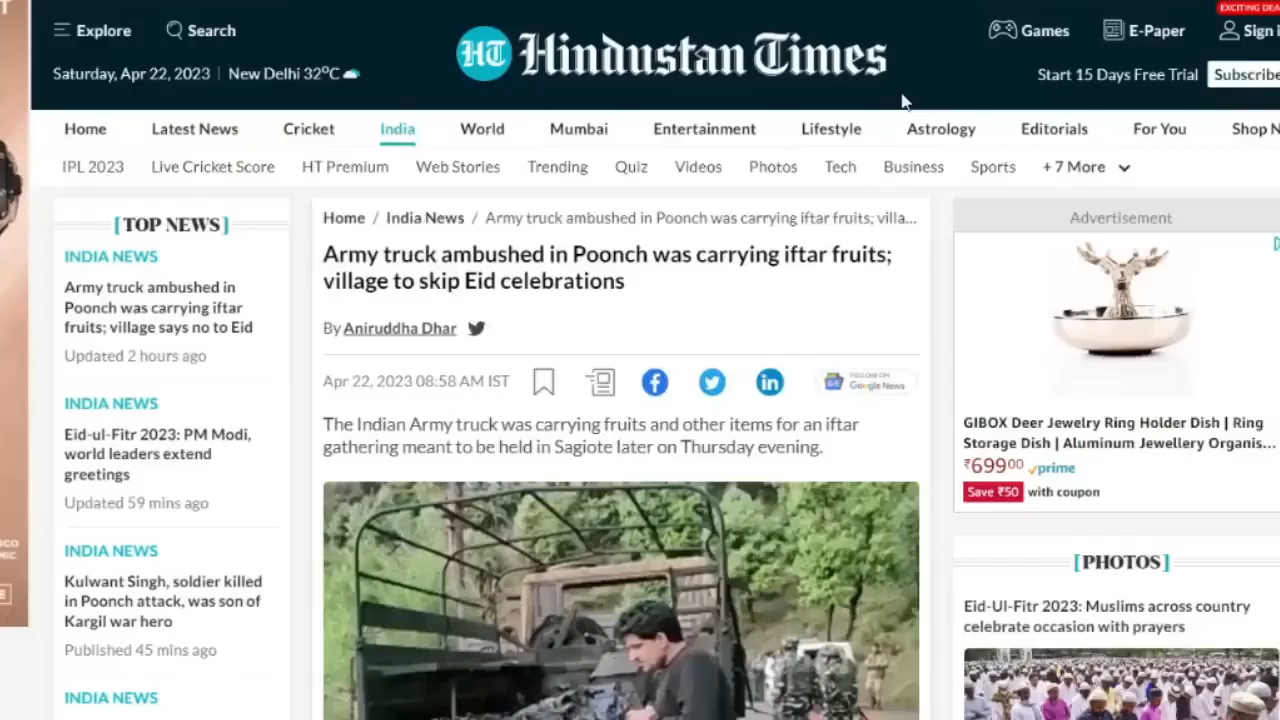 T
EXCITING DEA
Explore
Search
HT Hindustan Times
Games
E-Paper
Sign i
Saturday, Apr 22, 2023 | New Delhi 32°C
Start 15 Days Free Trial
Subscribe
Home Latest News Cricket India World Mumbai Entertainment Lifestyle Astrology Editorials For You Shop N
IPL 2023 Live Cricket Score HT Premium Web Stories Trending Quiz Videos Photos Tech Business Sports + 7 More
[TOP NEWS]
INDIA NEWS
Army truck ambushed in
Poonch was carrying iftar
fruits; village says no to Eid
Updated 2 hours ago
INDIA NEWS
Eid-ul-Fitr 2023: PM Modi,
world leaders extend
greetings
Updated 59 mins ago
INDIA NEWS
Kulwant Singh, soldier killed
in Poonch attack, was son of
Kargil war hero
Published 45 mins ago
INDIA NEWS
Home / India News / Army truck ambushed in Poonch was carrying iftar fruits; villa...
Army truck ambushed in Poonch was carrying iftar fruits;
village to skip Eid celebrations
By Aniruddha Dhar
Apr 22, 2023 08:58 AM IST
FOLLOW ON
Google News
The Indian Army truck was carrying fruits and other items for an iftar
gathering meant to be held in Sagiote later on Thursday evening.
Advertisement
GIBOX Deer Jewelry Ring Holder Dish | Ring
Storage Dish | Aluminum Jewellery Organis...
₹699⁰⁰ prime
Save ₹50 with coupon
[PHOTOS]
Eid-Ul-Fitr 2023: Muslims across country
celebrate occasion with prayers